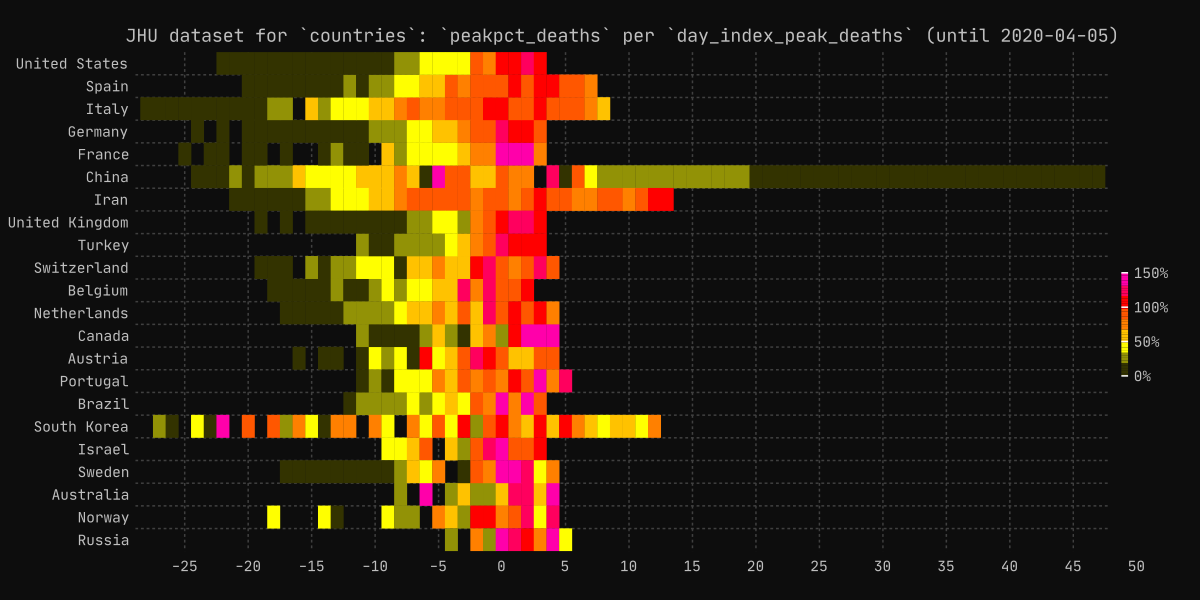 JHU dataset for `countries`: `peakpct_deaths` per `day_index_peak_deaths` (until 2020-04-05)
United States
Spain
Italy
Germany
France
China
Iran
United Kingdom
Turkey
Switzerland
Belgium
Netherlands
Canada
Austria
Portugal
Brazil
South Korea
Israel
Sweden
Australia
Norway
Russia
150%
100%
50%
0%
-25 -20 -15 -10 -5 0 5 10 15 20 25 30 35 40 45 50